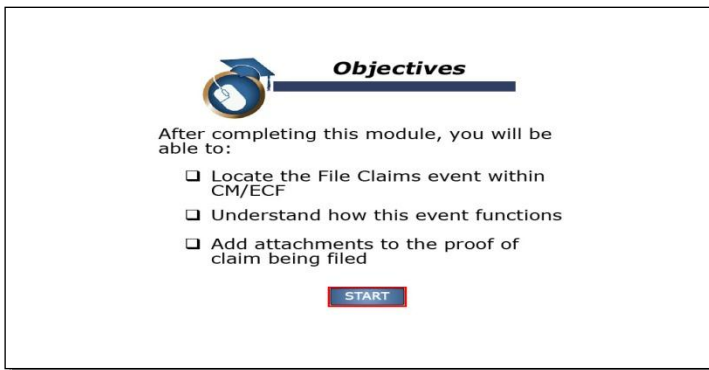 Objectives
After completing this module, you will be
able to:
❑ Locate the File Claims event within
CM/ECF
❑ Understand how this event functions
❑ Add attachments to the proof of
claim being filed
START